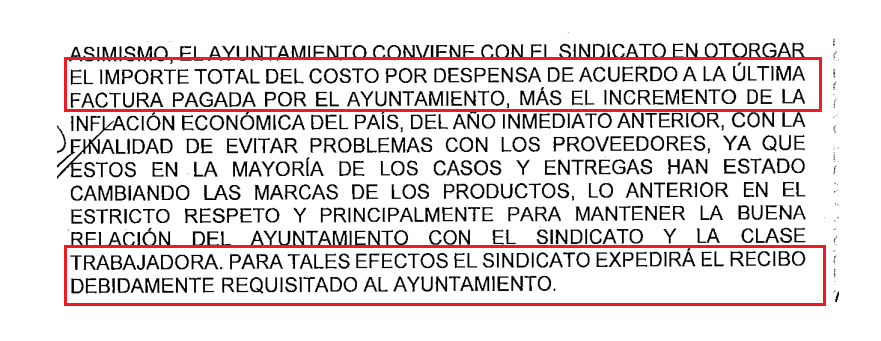 ASIMISMO, EL AYUNTAMIENTO CONVIENE CON EL SINDICATO EN OTORGAR
EL IMPORTE TOTAL DEL COSTO POR DESPENSA DE ACUERDO A LA ÚLTIMA
FACTURA PAGADA POR EL AYUNTAMIENTO, MÁS EL INCREMENTO DE LA
INFLACIÓN ECONÓMICA DEL PAÍS, DEL AÑO INMEDIATO ANTERIOR, CON LA
FINALIDAD DE EVITAR PROBLEMAS CON LOS PROVEEDORES, YA QUE
ESTOS EN LA MAYORÍA DE LOS CASOS Y ENTREGAS HAN ESTADO
CAMBIANDO LAS MARCAS DE LOS PRODUCTOS, LO ANTERIOR EN EL
ESTRICTO RESPETO Y PRINCIPALMENTE PARA MANTENER LA BUENA
RELACIÓN DEL AYUNTAMIENTO CON EL SINDICATO Y LA CLASE
TRABAJADORA. PARA TALES EFECTOS EL SINDICATO EXPEDIRÁ EL RECIBO
DEBIDAMENTE REQUISITADO AL AYUNTAMIENTO.